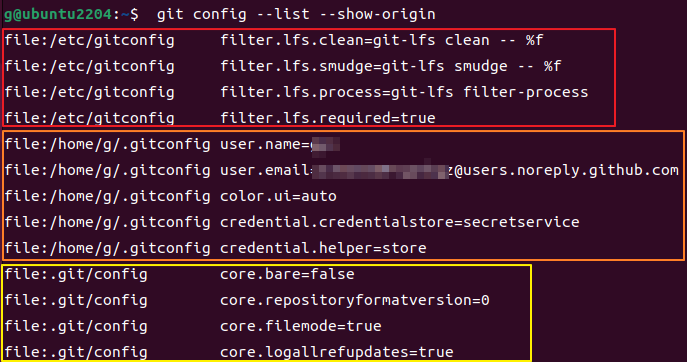 g@ubuntu2204:~$ git config --list --show-origin
file:/etc/gitconfig filter.lfs.clean=git-lfs clean -- %f
file:/etc/gitconfig filter.lfs.smudge=git-lfs smudge -- %f
file:/etc/gitconfig filter.lfs.process=git-lfs filter-process
file:/etc/gitconfig filter.lfs.required=true
file:/home/g/.gitconfig user.name=
file:/home/g/.gitconfig user.email= z@users.noreply.github.com
file:/home/g/.gitconfig color.ui=auto
file:/home/g/.gitconfig credential.credentialstore=secretservice
file:/home/g/.gitconfig credential.helper=store
file:.git/config core.bare=false
file:.git/config core.repositoryformatversion=0
file:.git/config core.filemode=true
file:.git/config core.logallrefupdates=true